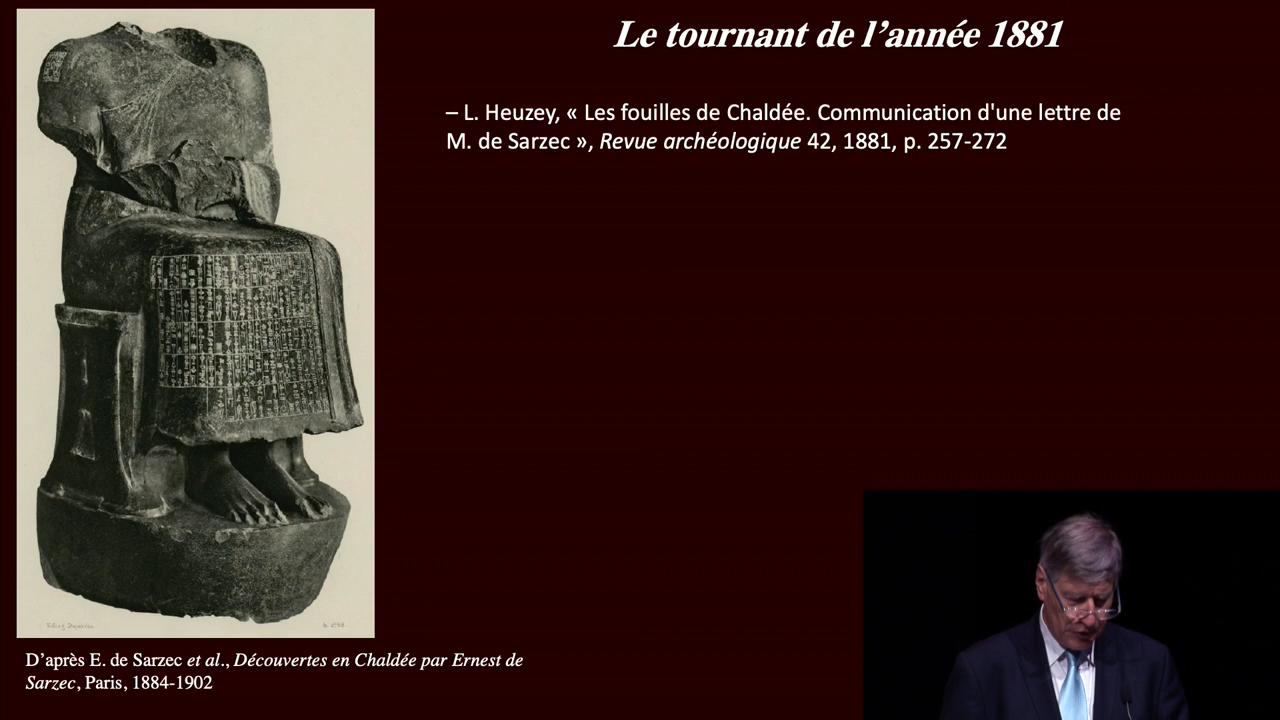 Le tournant de l’année 1881
– L. Heuzey, « Les fouilles de Chaldée. Communication d'une lettre de
M. de Sarzec », Revue archéologique 42, 1881, p. 257-272
D’après E. de Sarzec et al., Découvertes en Chaldée par Ernest de
Sarzec, Paris, 1884-1902